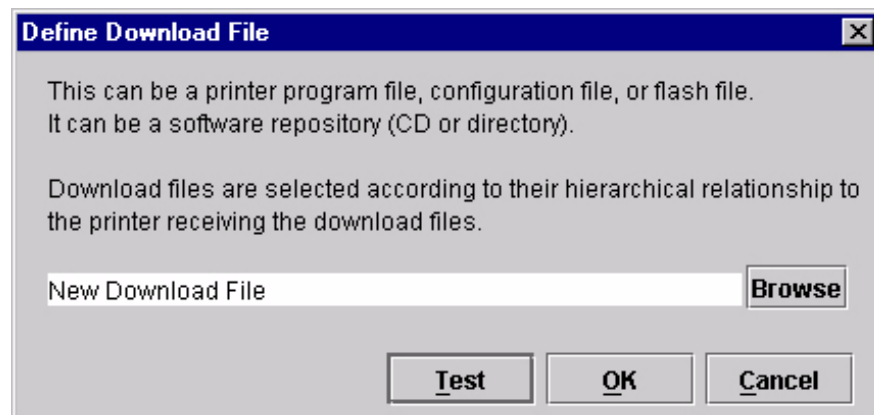 Define Download File
This can be a printer program file, configuration file, or flash file.
It can be a software repository (CD or directory).
Download files are selected according to their hierarchical relationship to
the printer receiving the download files.
New Download File Browse
Test OK Cancel